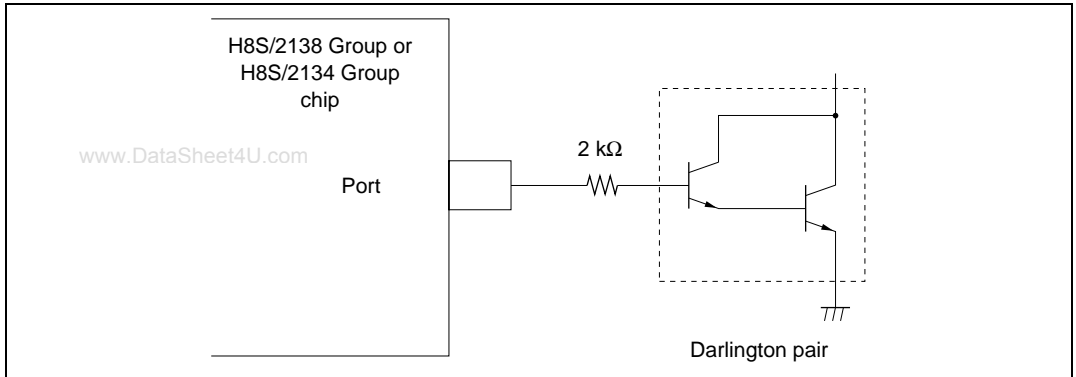 H8S/2138 Group or
H8S/2134 Group
chip
www.DataSheet4U.com
Port
2 kΩ
Darlington pair